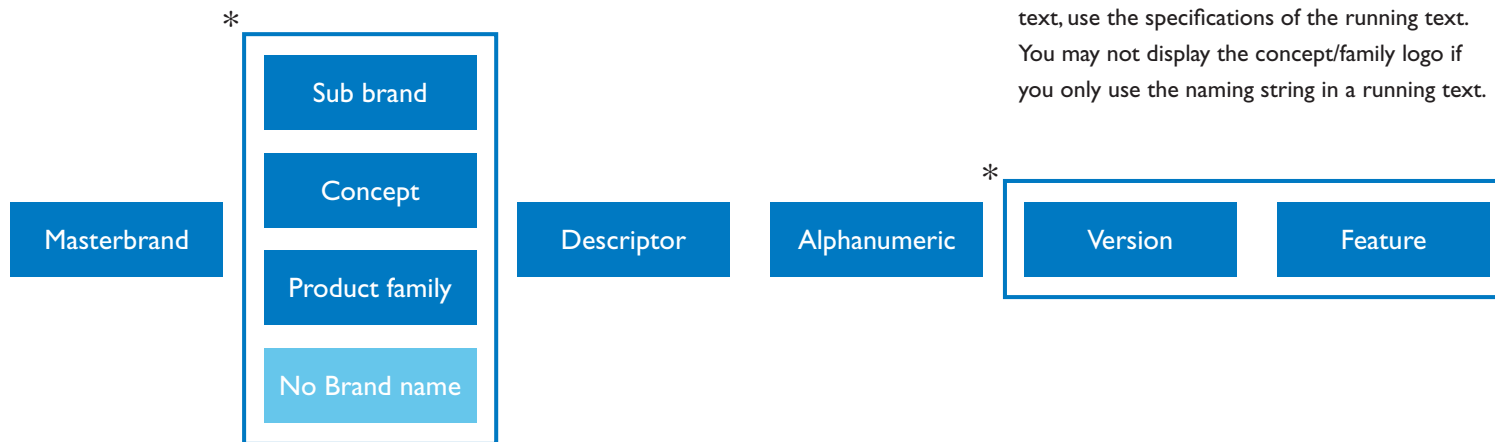 text, use the specifications of the running text.
You may not display the concept/family logo if
you only use the naming string in a running text.
*
Sub brand
Concept
Product family
No Brand name
Masterbrand
Descriptor
Alphanumeric
*
Version
Feature